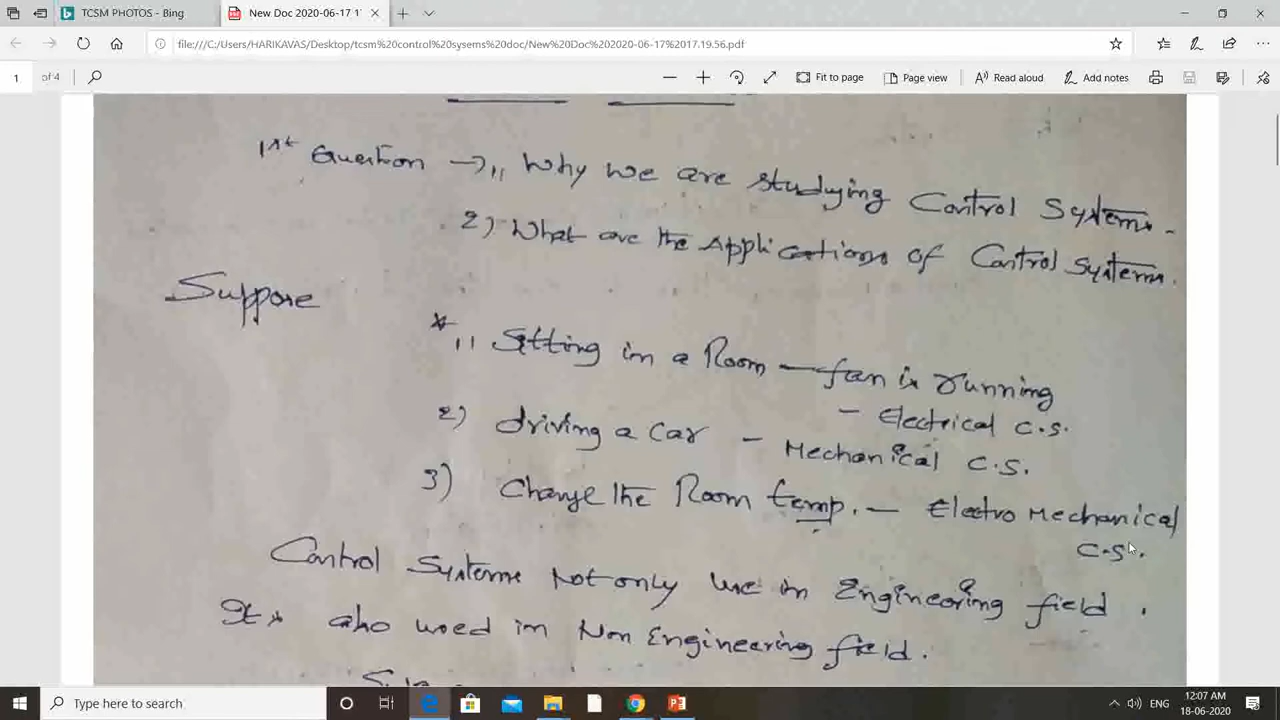 TCSM PHOTOS - Bing
New Doc 2020-06-17 17
file:///C:/Users/HARIKAVAS/Desktop/tcsm%20control%20sysems%20doc/New%20Doc%202020-06-17%2017.19.56.pdf
1 of 4
Fit to page
Page view
Read aloud
Add notes
1st Question → 1) Why we are studying Control Systems.
2) What are the Applications of Control Systems.
Suppose
* 1) Sitting in a Room — fan is running
- Electrical C.S.
2) driving a car - Mechanical C.S.
3) Change the Room temp. — Electro Mechanical
C.S.
Control Systems Not only use in Engineering field.
It is also used in Non Engineering field.
Type here to search
ENG
12:07 AM
18-06-2020